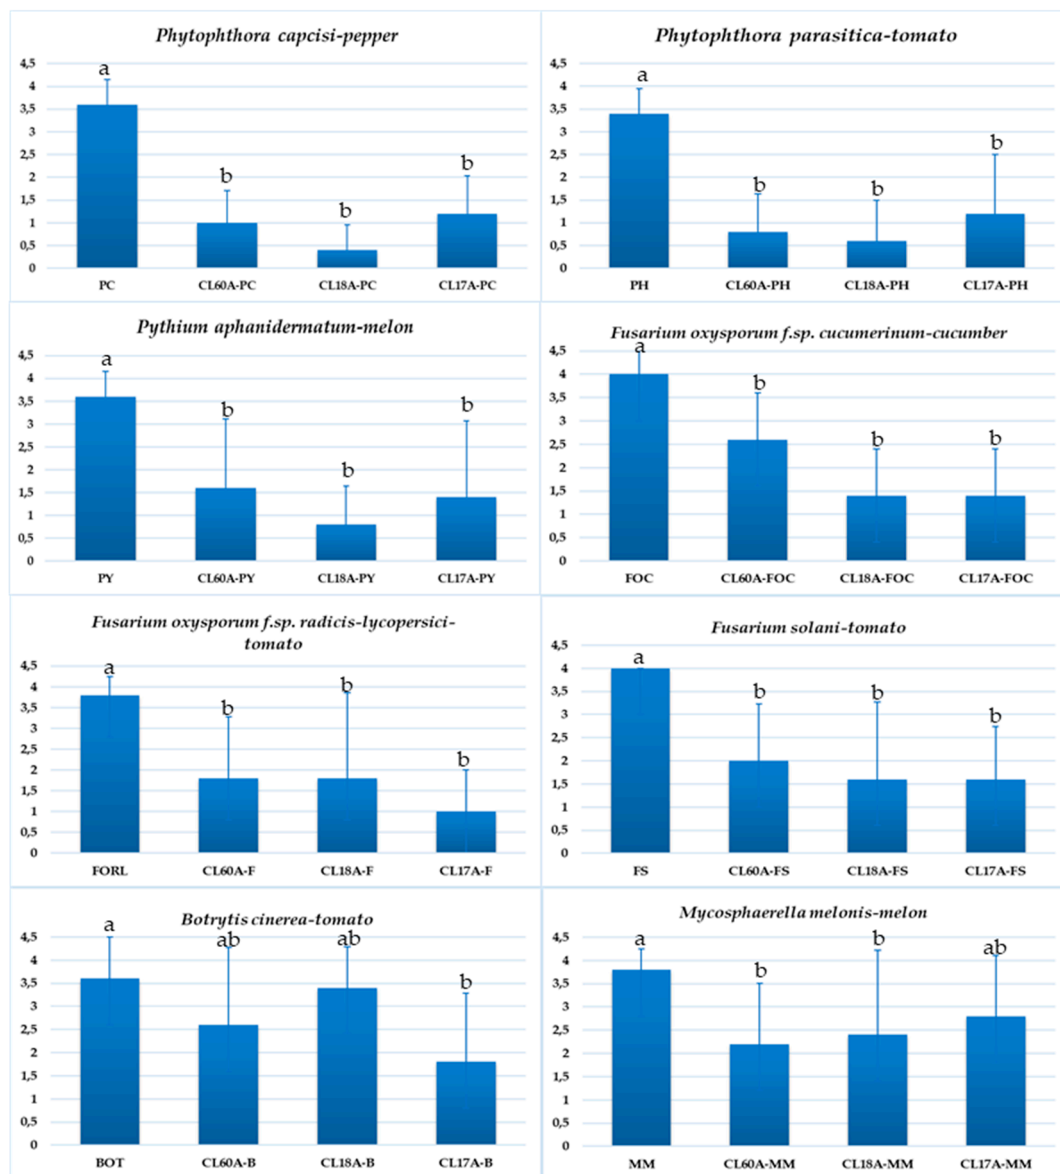 Phytophthora capcisi-pepper
4,5
4
3,5
3
2,5
2
1,5
1
0,5
0
a
b
b
b
PC CL60A-PC CL18A-PC CL17A-PC
Phytophthora parasitica-tomato
4,5
4
3,5
3
2,5
2
1,5
1
0,5
0
a
b
b
b
PH CL60A-PH CL18A-PH CL17A-PH
Pythium aphanidermatum-melon
4,5
4
3,5
3
2,5
2
1,5
1
0,5
0
a
b
b
b
PY CL60A-PY CL18A-PY CL17A-PY
Fusarium oxysporum f.sp. cucumerinum-cucumber
4,5
4
3,5
3
2,5
2
1,5
1
0,5
0
a
b
b
b
FOC CL60A-FOC CL18A-FOC CL17A-FOC
Fusarium oxysporum f.sp. radicis-lycopersici-
tomato
4,5
4
3,5
3
2,5
2
1,5
1
0,5
0
a
b
b
b
FORL CL60A-F CL18A-F CL17A-F
Fusarium solani-tomato
4,5
4
3,5
3
2,5
2
1,5
1
0,5
0
a
b
b
b
FS CL60A-FS CL18A-FS CL17A-FS
Botrytis cinerea-tomato
4,5
4
3,5
3
2,5
2
1,5
1
0,5
0
a
ab
ab
b
BOT CL60A-B CL18A-B CL17A-B
Mycosphaerella melonis-melon
4,5
4
3,5
3
2,5
2
1,5
1
0,5
0
a
b
b
ab
MM CL60A-MM CL18A-MM CL17A-MM